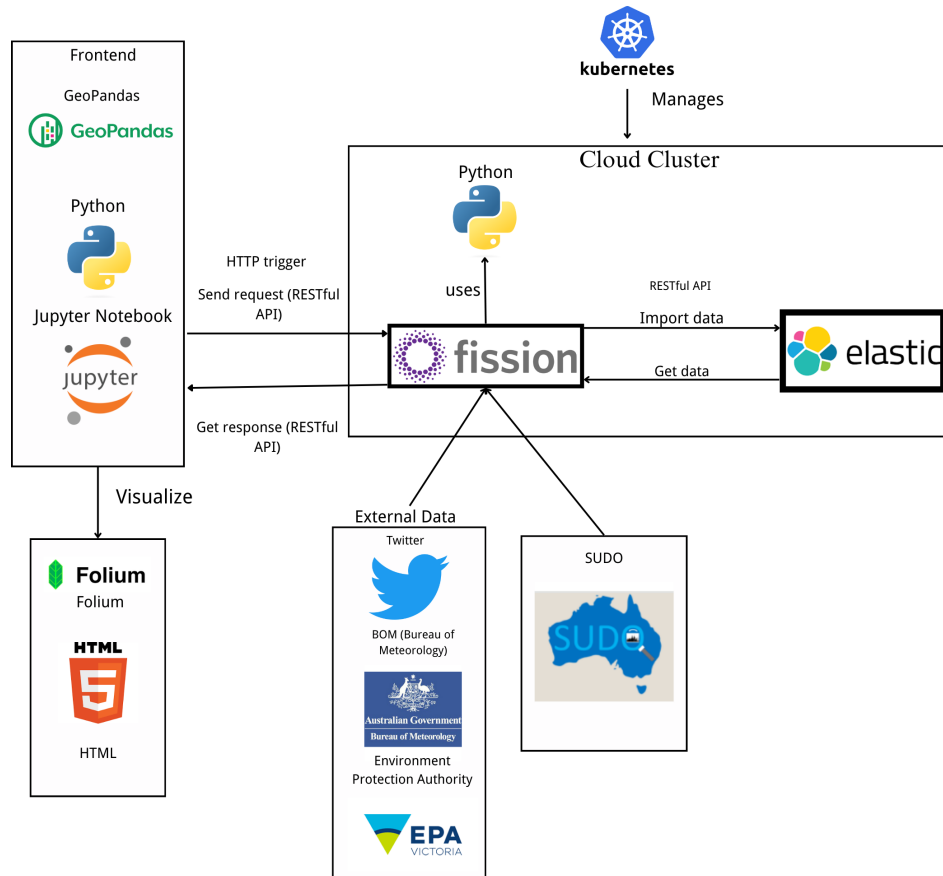 Frontend
GeoPandas
GeoPandas
Python
Jupyter Notebook
jupyter
HTTP trigger
Send request (RESTful
API)
Get response (RESTful
API)
Visualize
Folium
Folium
HTML
5
HTML
kubernetes
Manages
Cloud Cluster
Python
uses
fission
RESTful API
Import data
Get data
elastic
External Data
Twitter
BOM (Bureau of
Meteorology)
Australian Government
Bureau of Meteorology
Environment
Protection Authority
EPA
VICTORIA
SUDO
SUDO